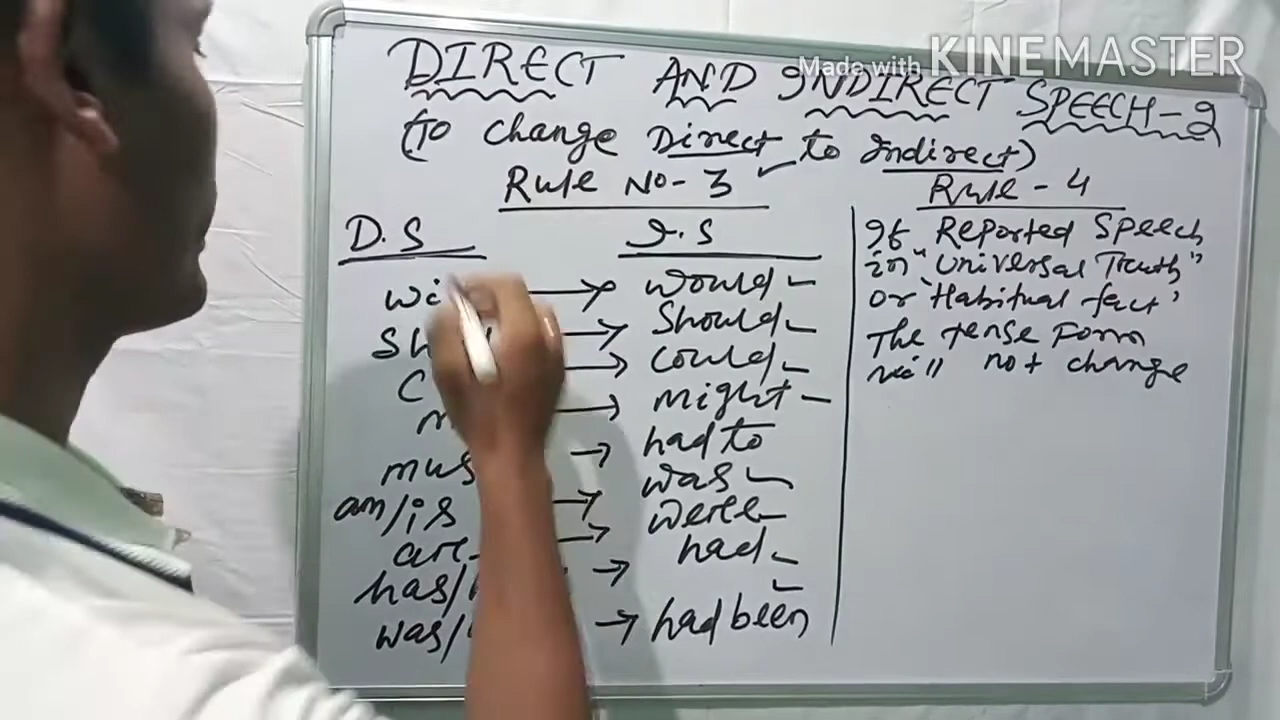 Made with KINEMASTER
DIRECT AND INDIRECT SPEECH-2
(To change Direct to Indirect)
Rule No-3
D.S I.S
would
should
could
might
had to
am/is was
are were
had
had been
Rule-4
If Reported Speech
in "Universal Truth"
or "Habitual fact"
The tense Form
will not change